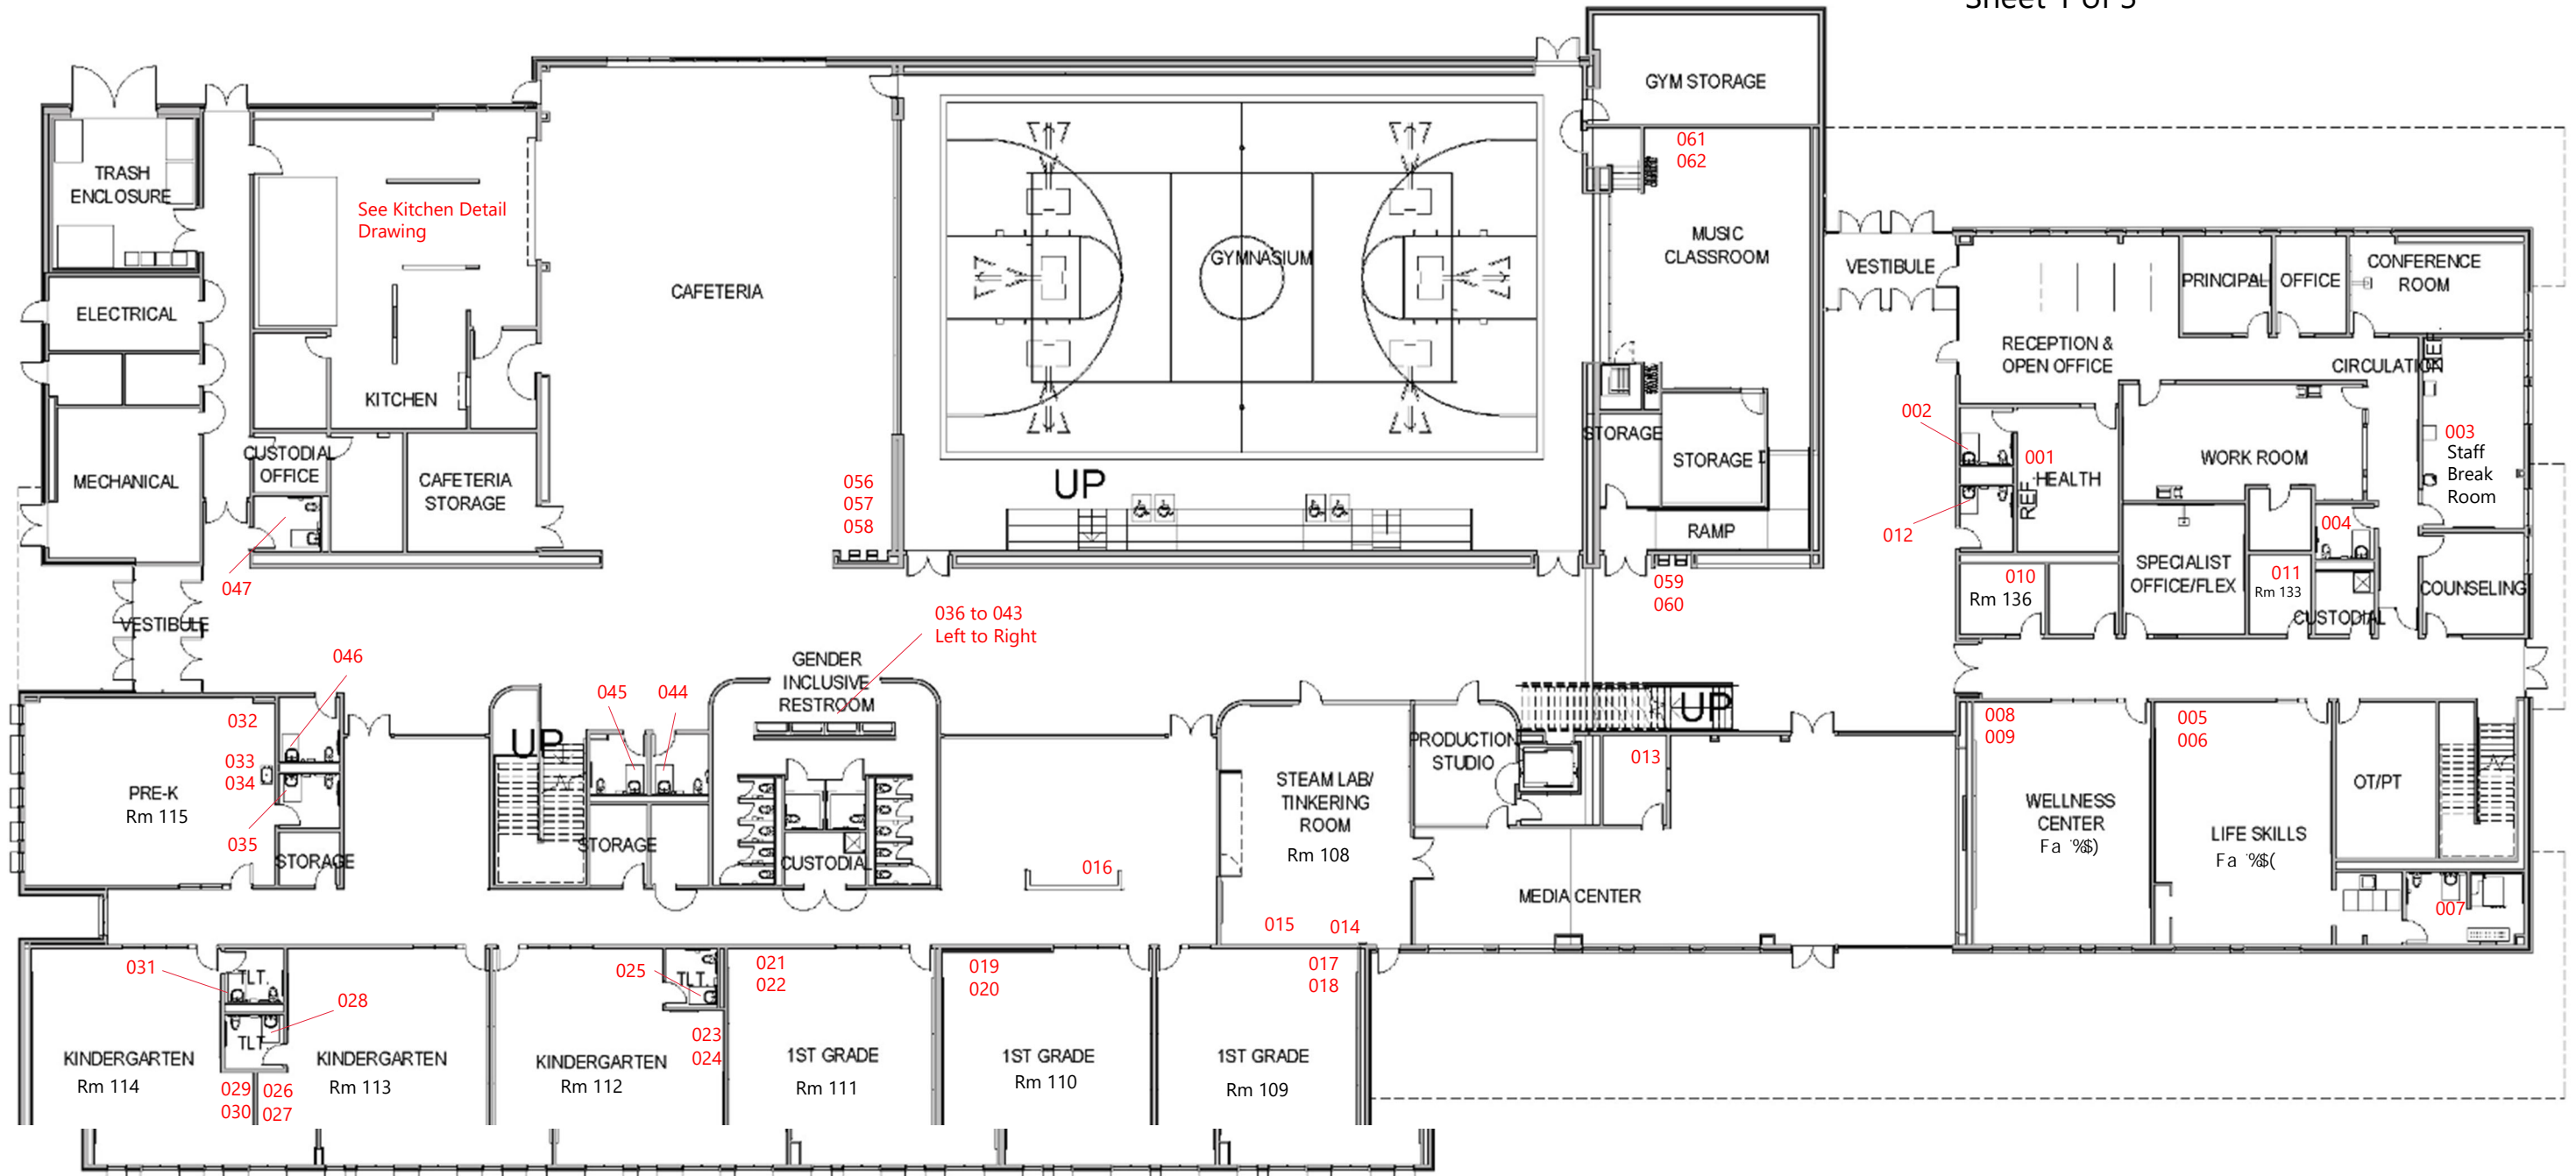 Sheet 1 of 5
GYM STORAGE
061
062
TRASH
ENCLOSURE
See Kitchen Detail
Drawing
MUSIC
CLASSROOM
GYMNASIUM
VESTIBULE
PRINCIPAL
OFFICE
CONFERENCE
ROOM
CAFETERIA
ELECTRICAL
RECEPTION &
OPEN OFFICE
CIRCULATION
REF
KITCHEN
002
003
Staff
Break
Room
STORAGE
STORAGE
001
HEALTH
REF.
WORK ROOM
CUSTODIAL
OFFICE
CAFETERIA
STORAGE
MECHANICAL
056
057
058
UP
RAMP
012
004
047
059
060
010
Rm 136
SPECIALIST
OFFICE/FLEX
011
Rm 133
COUNSELING
CUSTODIAL
VESTIBULE
036 to 043
Left to Right
046
GENDER
INCLUSIVE
RESTROOM
045
044
032
033
034
UP
UP
PRODUCTION
STUDIO
013
008
009
005
006
PRE-K
Rm 115
035
STORAGE
STORAGE
CUSTODIAL
016
STEAM LAB/
TINKERING
ROOM
Rm 108
WELLNESS
CENTER
Fa '%$)
LIFE SKILLS
Fa '%$(
OT/PT
MEDIA CENTER
007
015
014
031
TLT.
028
TLT.
025
TLT.
021
022
019
020
017
018
KINDERGARTEN
Rm 114
029
030
026
027
KINDERGARTEN
Rm 113
KINDERGARTEN
Rm 112
023
024
1ST GRADE
Rm 111
1ST GRADE
Rm 110
1ST GRADE
Rm 109